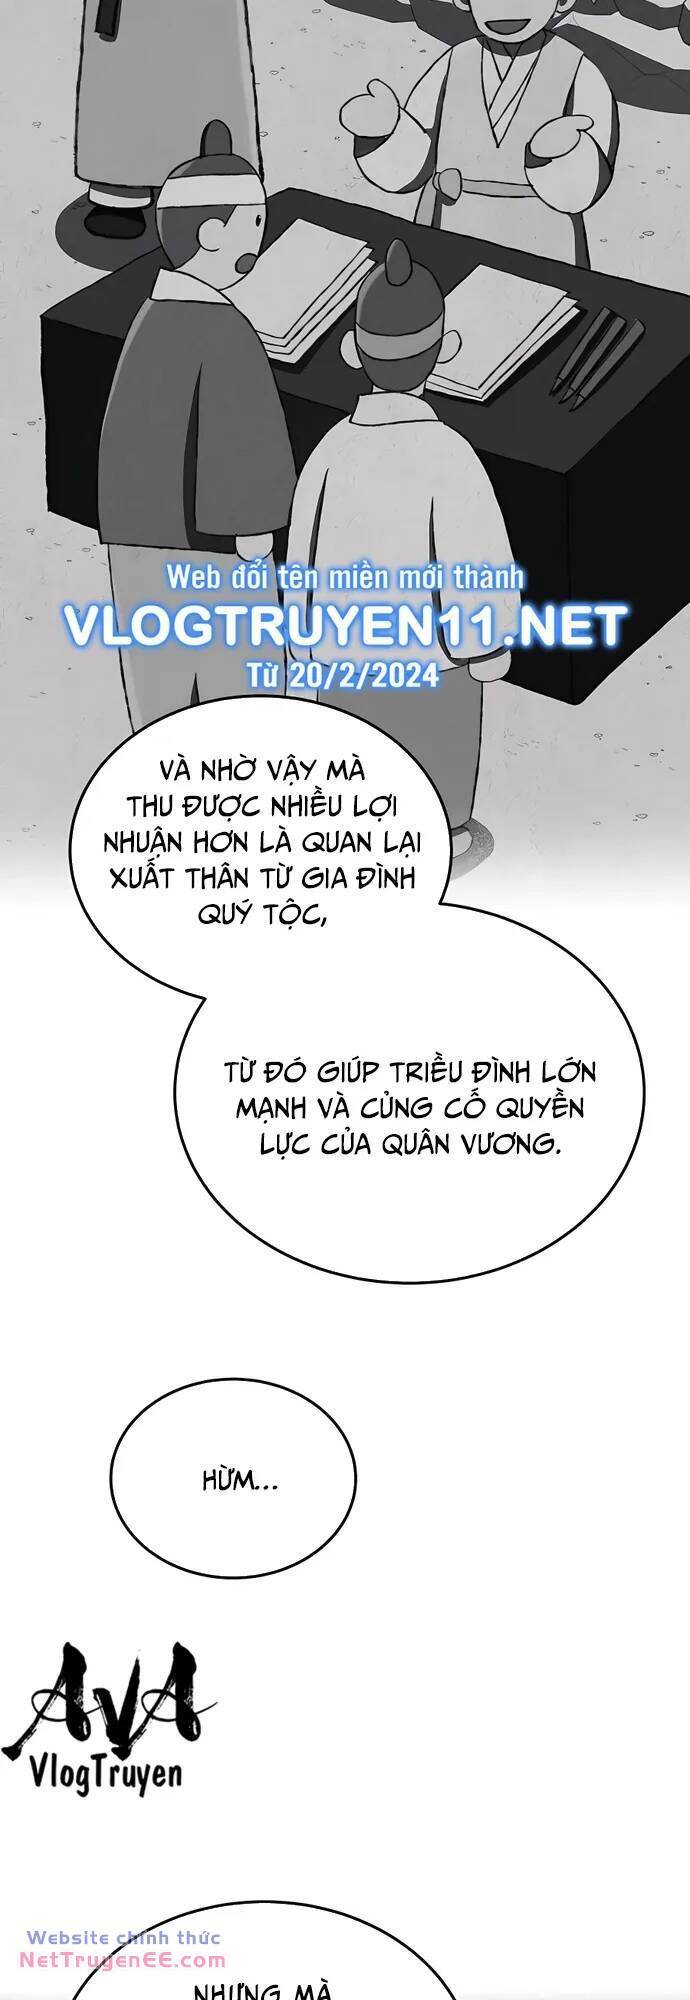 Web đổi tên miền mới thành
VLOGTRUYEN11.NET
Từ 20/2/2024
VÀ NHỜ VẬY MÀ
THU ĐƯỢC NHIỀU LỢI
NHUẬN HƠN LÀ QUAN LẠI
XUẤT THÂN TỪ GIA ĐÌNH
QUÝ TỘC,
TỪ ĐÓ GIÚP TRIỀU ĐÌNH LỚN
MẠNH VÀ CỦNG CỐ QUYỀN
LỰC CỦA QUÂN VƯƠNG.
HỪM...
AVA
VlogTruyen
Website chính thức
NetTruyenEE.com
NHƯNG MÀ